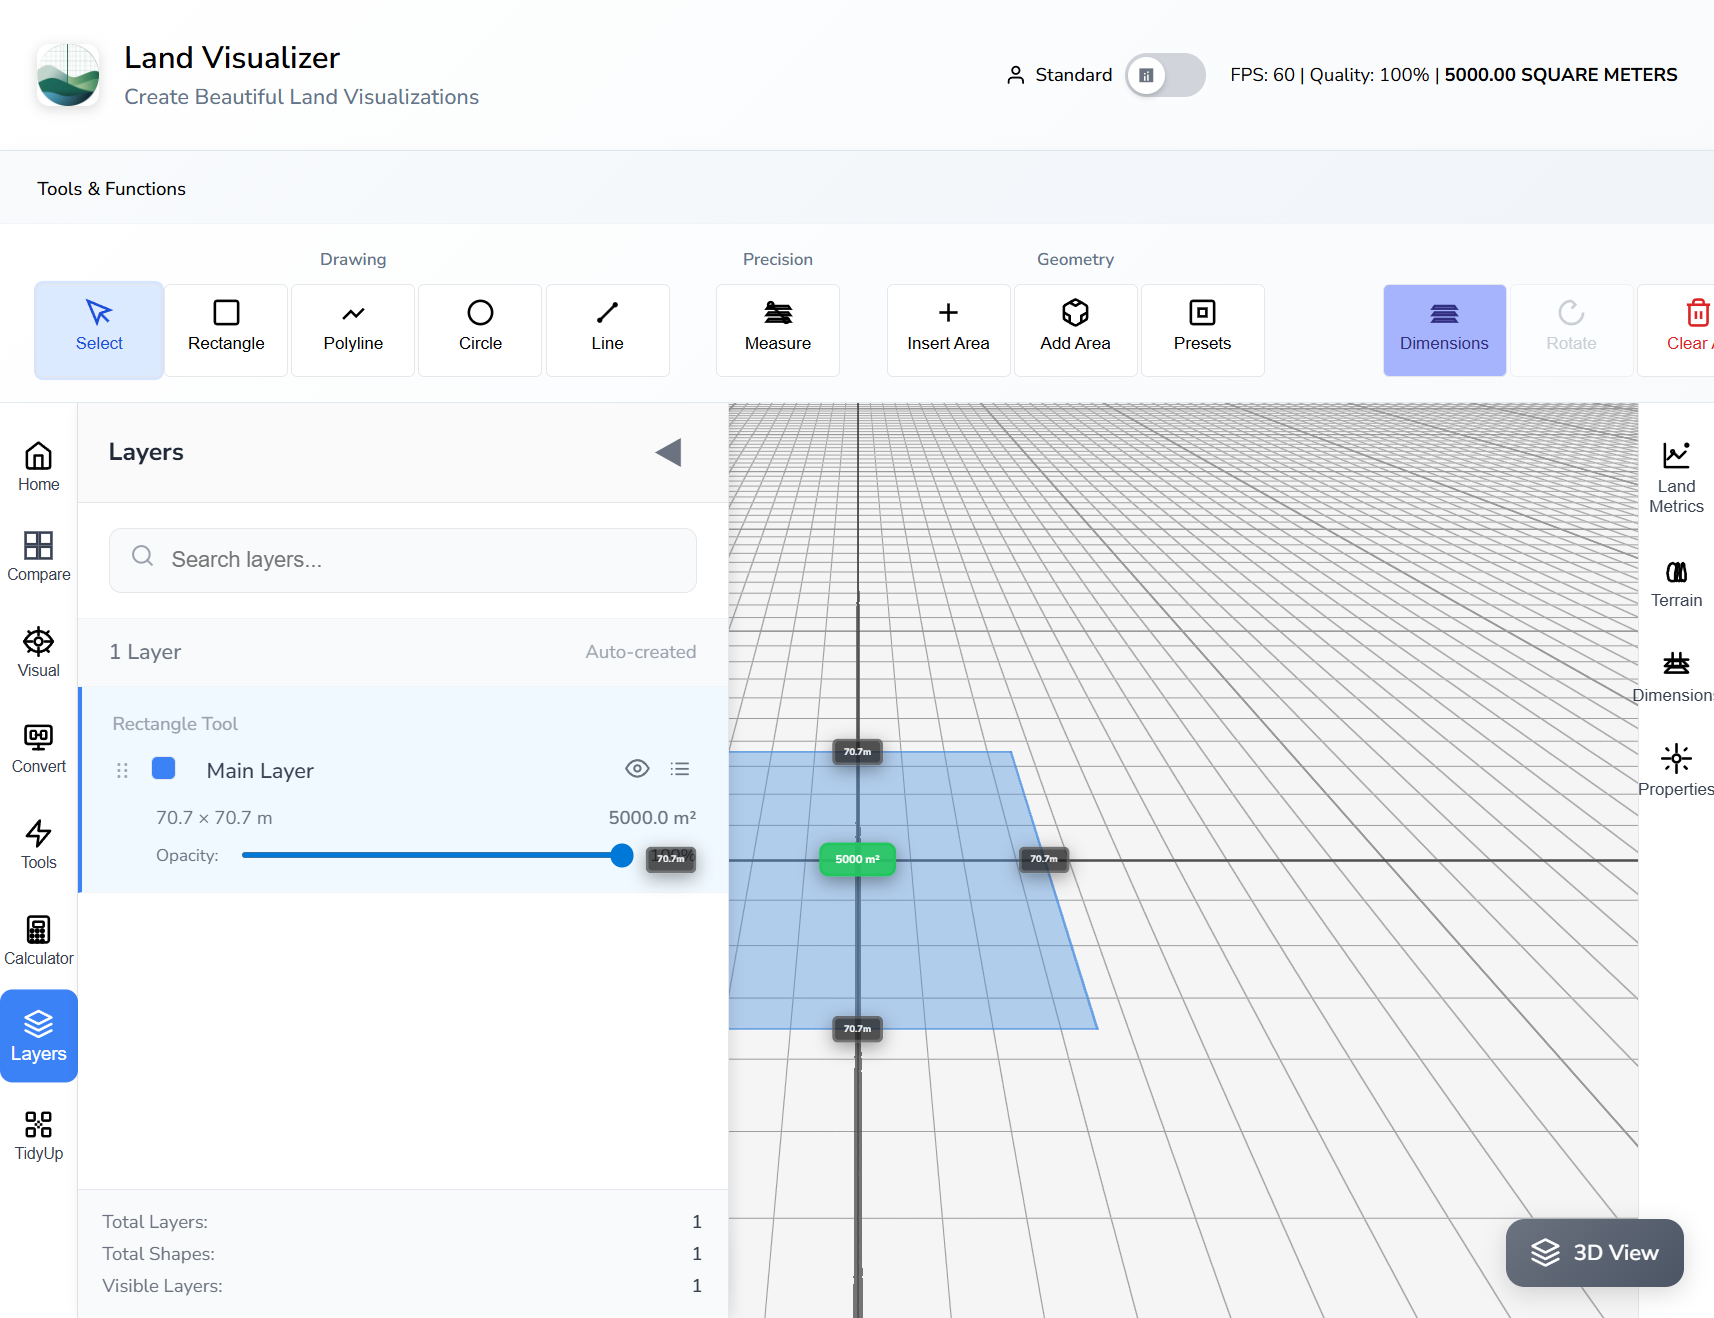 Land Visualizer
Create Beautiful Land Visualizations
Standard
FPS: 60 | Quality: 100% | 5000.00 SQUARE METERS
Tools & Functions
Drawing
Precision
Geometry
Select
Rectangle
Polyline
Circle
Line
Measure
Insert Area
Add Area
Presets
Dimensions
Rotate
Clear A
Home
Compare
Visual
Convert
Tools
Calculator
Layers
TidyUp
Layers
Search layers...
1 Layer
Auto-created
Rectangle Tool
Main Layer
70.7 × 70.7 m
5000.0 m²
Opacity:
100%
70.7m
Total Layers:
1
Total Shapes:
1
Visible Layers:
1
70.7m
5000 m²
70.7m
70.7m
Land
Metrics
Terrain
Dimensions
Properties
3D View